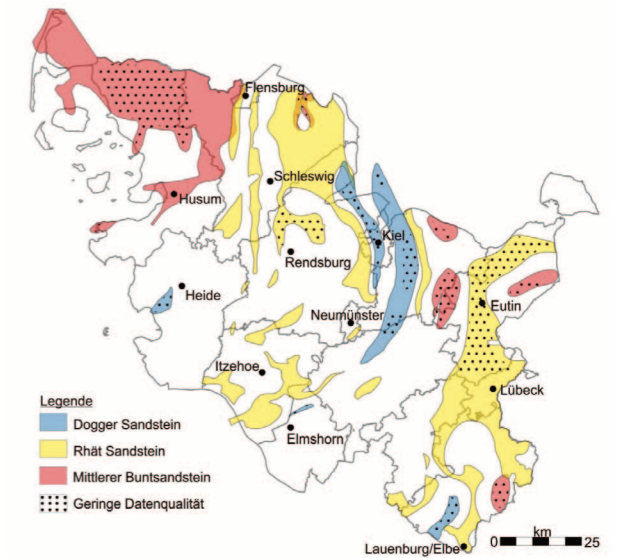 Flensburg
Schleswig
Husum
Kiel
Rendsburg
Heide
Eutin
Neumünster
Itzehoe
Lübeck
Elmshorn
Legende
Dogger Sandstein
Rhät Sandstein
Mittlerer Buntsandstein
Geringe Datenqualität
km
0 25
Lauenburg/Elbe